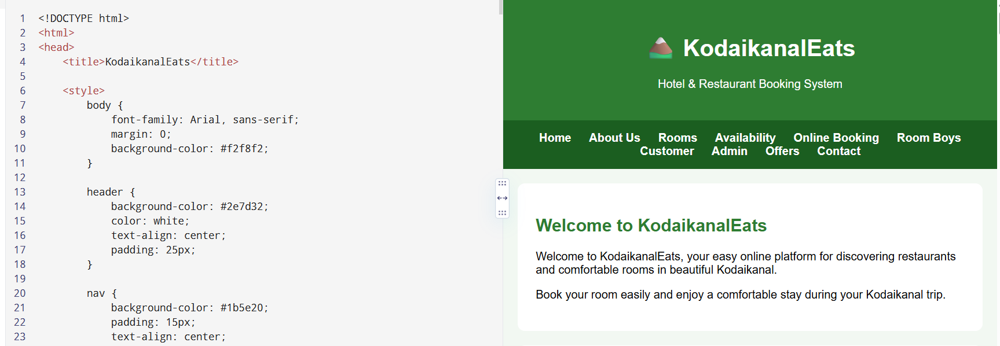 1 <!DOCTYPE html>
2 <html>
3 <head>
4 <title>KodaikanalEats</title>
5
6 <style>
7 body {
8 font-family: Arial, sans-serif;
9 margin: 0;
10 background-color: #f2f8f2;
11 }
12
13 header {
14 background-color: #2e7d32;
15 color: white;
16 text-align: center;
17 padding: 25px;
18 }
19
20 nav {
21 background-color: #1b5e20;
22 padding: 15px;
23 text-align: center;
KodaikanalEats
Hotel & Restaurant Booking System
Home About Us Rooms Availability Online Booking Room Boys
Customer Admin Offers Contact
Welcome to KodaikanalEats
Welcome to KodaikanalEats, your easy online platform for discovering restaurants
and comfortable rooms in beautiful Kodaikanal.
Book your room easily and enjoy a comfortable stay during your Kodaikanal trip.